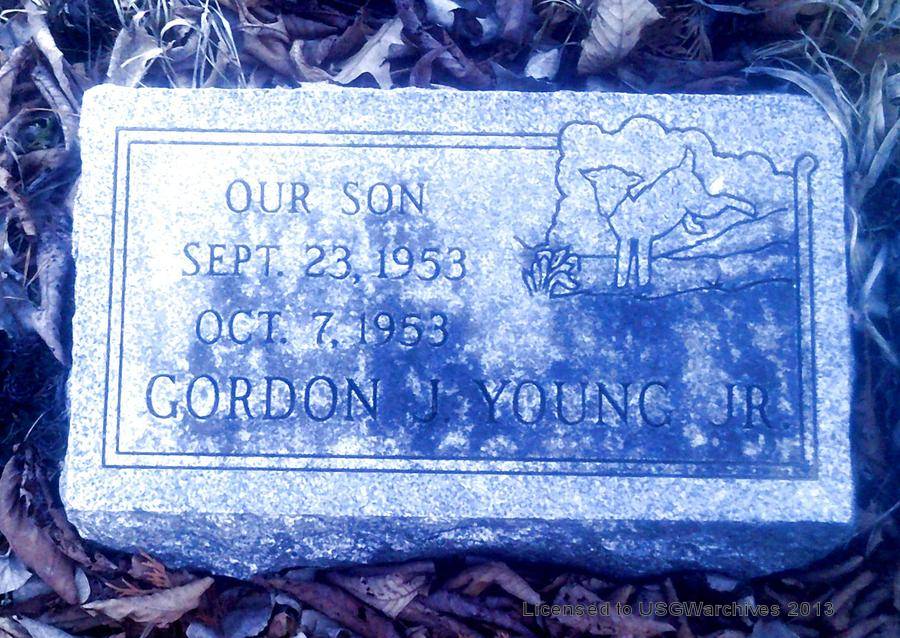 OUR SON
SEPT. 23, 1953
OCT. 7, 1953
GORDON J. YOUNG JR.
Licensed to USGWarchives 2013